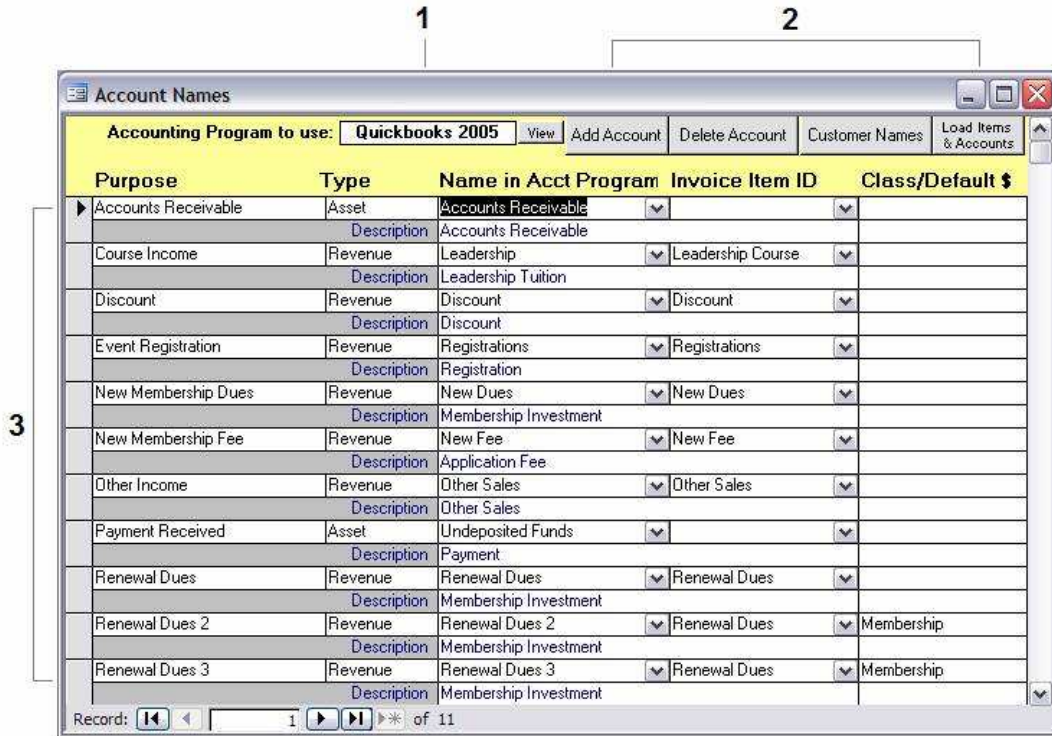 1 2
Account Names
Accounting Program to use: Quickbooks 2005 View Add Account Delete Account Customer Names Load Items & Accounts
Purpose Type Name in Acct Program Invoice Item ID Class/Default $
Accounts Receivable Asset Accounts Receivable
Description Accounts Receivable
Course Income Revenue Leadership Leadership Course
Description Leadership Tuition
Discount Revenue Discount Discount
Description Discount
Event Registration Revenue Registrations Registrations
Description Registration
New Membership Dues Revenue New Dues New Dues
Description Membership Investment
3
New Membership Fee Revenue New Fee New Fee
Description Application Fee
Other Income Revenue Other Sales Other Sales
Description Other Sales
Payment Received Asset Undeposited Funds
Description Payment
Renewal Dues Revenue Renewal Dues Renewal Dues
Description Membership Investment
Renewal Dues 2 Revenue Renewal Dues 2 Renewal Dues Membership
Description Membership Investment
Renewal Dues 3 Revenue Renewal Dues 3 Renewal Dues Membership
Description Membership Investment
Record: 1 of 11